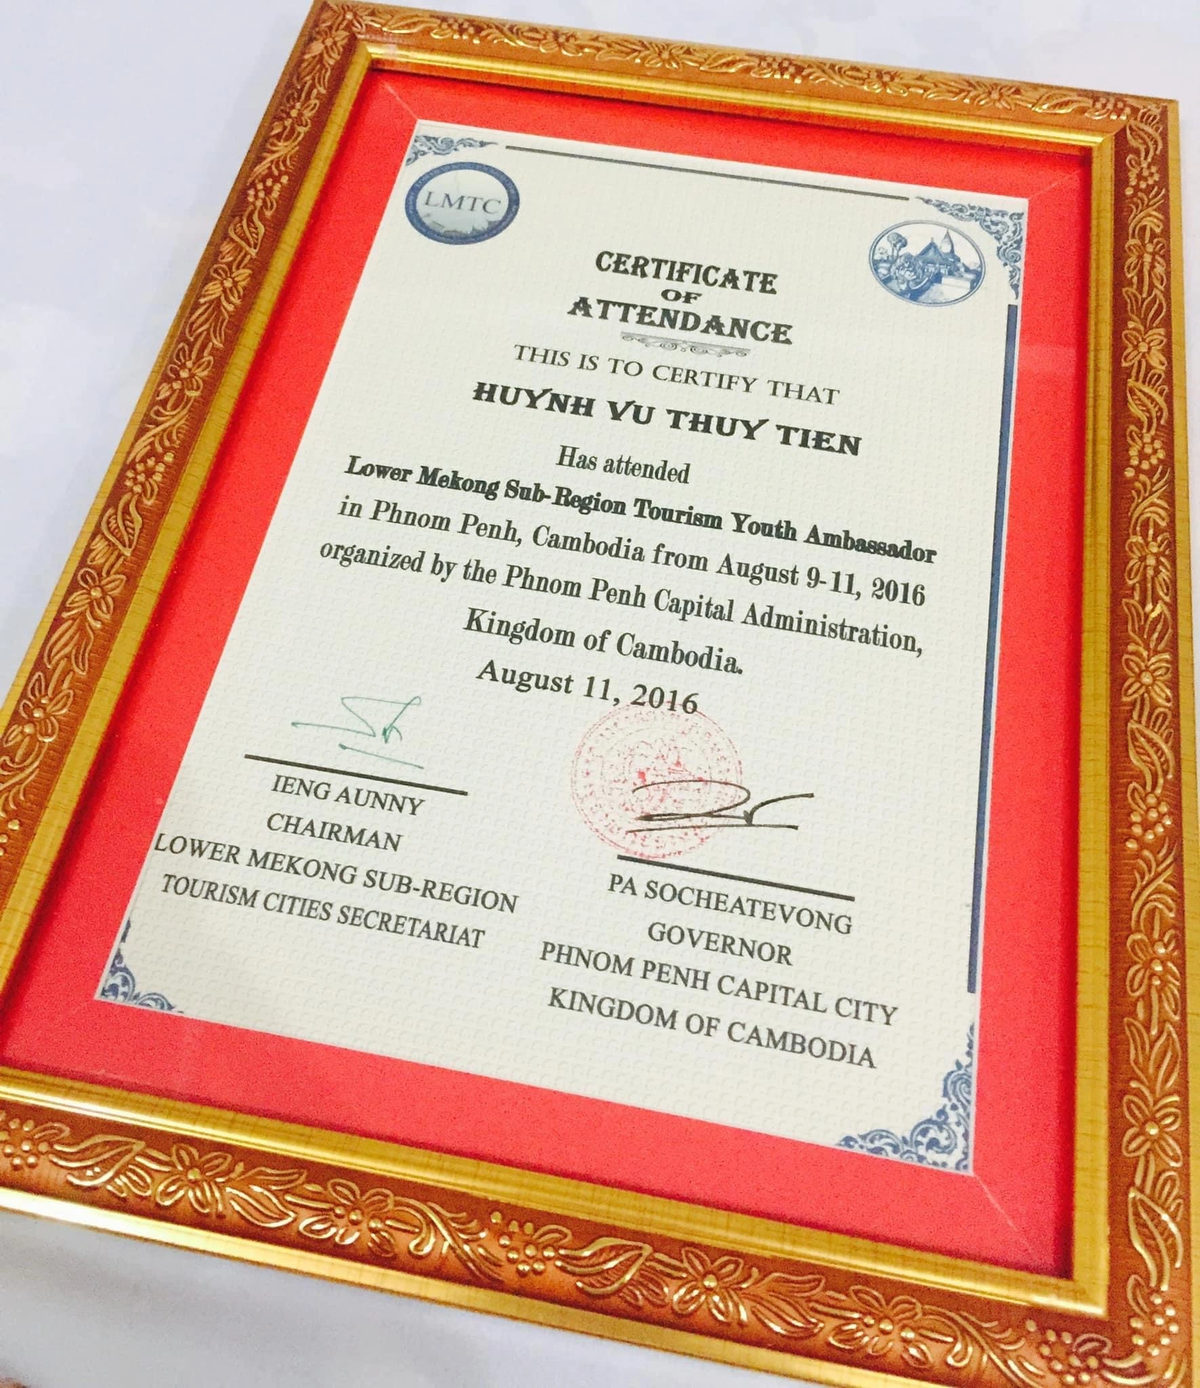 LMTC
CERTIFICATE
OF
ATTENDANCE
THIS IS TO CERTIFY THAT
HUYNH VU THUY TIEN
Has attended
Lower Mekong Sub-Region Tourism Youth Ambassador
in Phnom Penh, Cambodia from August 9-11, 2016
organized by the Phnom Penh Capital Administration,
Kingdom of Cambodia.
August 11, 2016
IENG AUNNY
CHAIRMAN
LOWER MEKONG SUB-REGION
TOURISM CITIES SECRETARIAT
PA SOCHEATEVONG
GOVERNOR
PHNOM PENH CAPITAL CITY
KINGDOM OF CAMBODIA